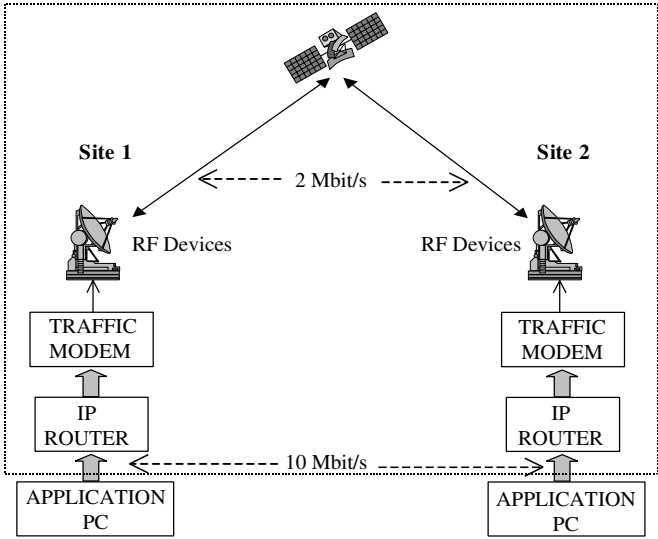 Site 1
Site 2
2 Mbit/s
RF Devices
RF Devices
TRAFFIC
MODEM
TRAFFIC
MODEM
IP
ROUTER
IP
ROUTER
10 Mbit/s
APPLICATION
PC
APPLICATION
PC